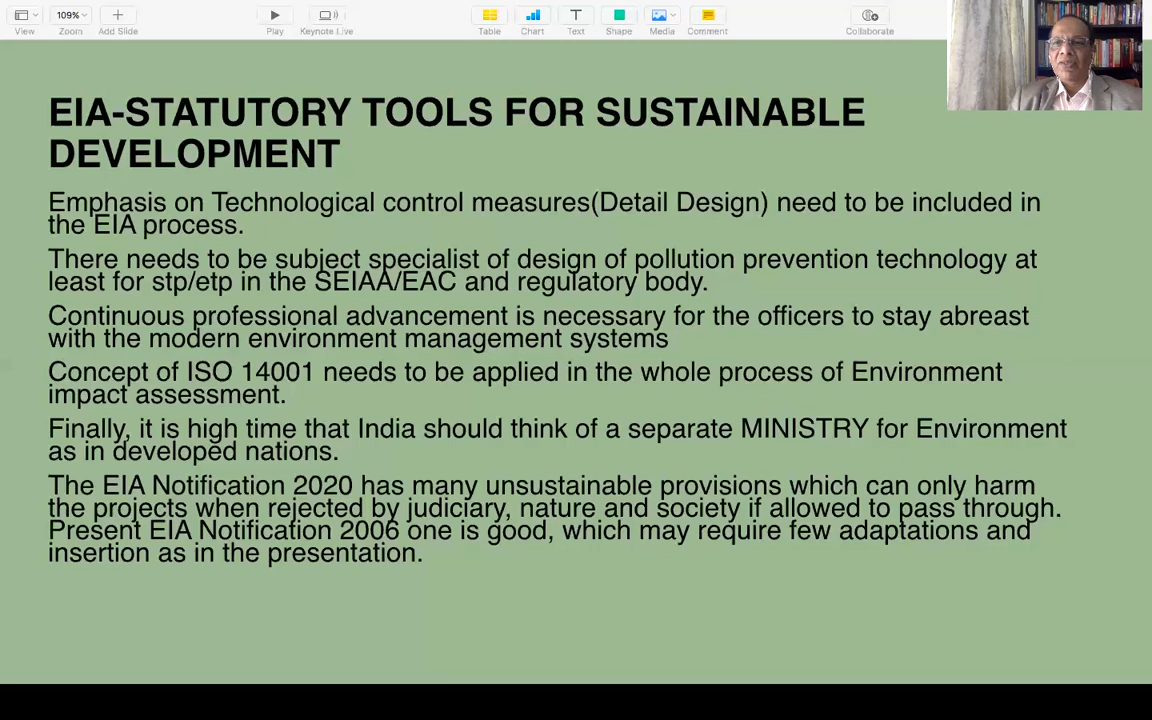 109%
View
Zoom
Add Slide
Play
Keynote Live
Table
Chart
Text
Shape
Media
Comment
Collaborate
EIA-STATUTORY TOOLS FOR SUSTAINABLE
DEVELOPMENT
Emphasis on Technological control measures(Detail Design) need to be included in
the EIA process.
There needs to be subject specialist of design of pollution prevention technology at
least for stp/etp in the SEIAA/EAC and regulatory body.
Continuous professional advancement is necessary for the officers to stay abreast
with the modern environment management systems
Concept of ISO 14001 needs to be applied in the whole process of Environment
impact assessment.
Finally, it is high time that India should think of a separate MINISTRY for Environment
as in developed nations.
The EIA Notification 2020 has many unsustainable provisions which can only harm
the projects when rejected by judiciary, nature and society if allowed to pass through.
Present EIA Notification 2006 one is good, which may require few adaptations and
insertion as in the presentation.